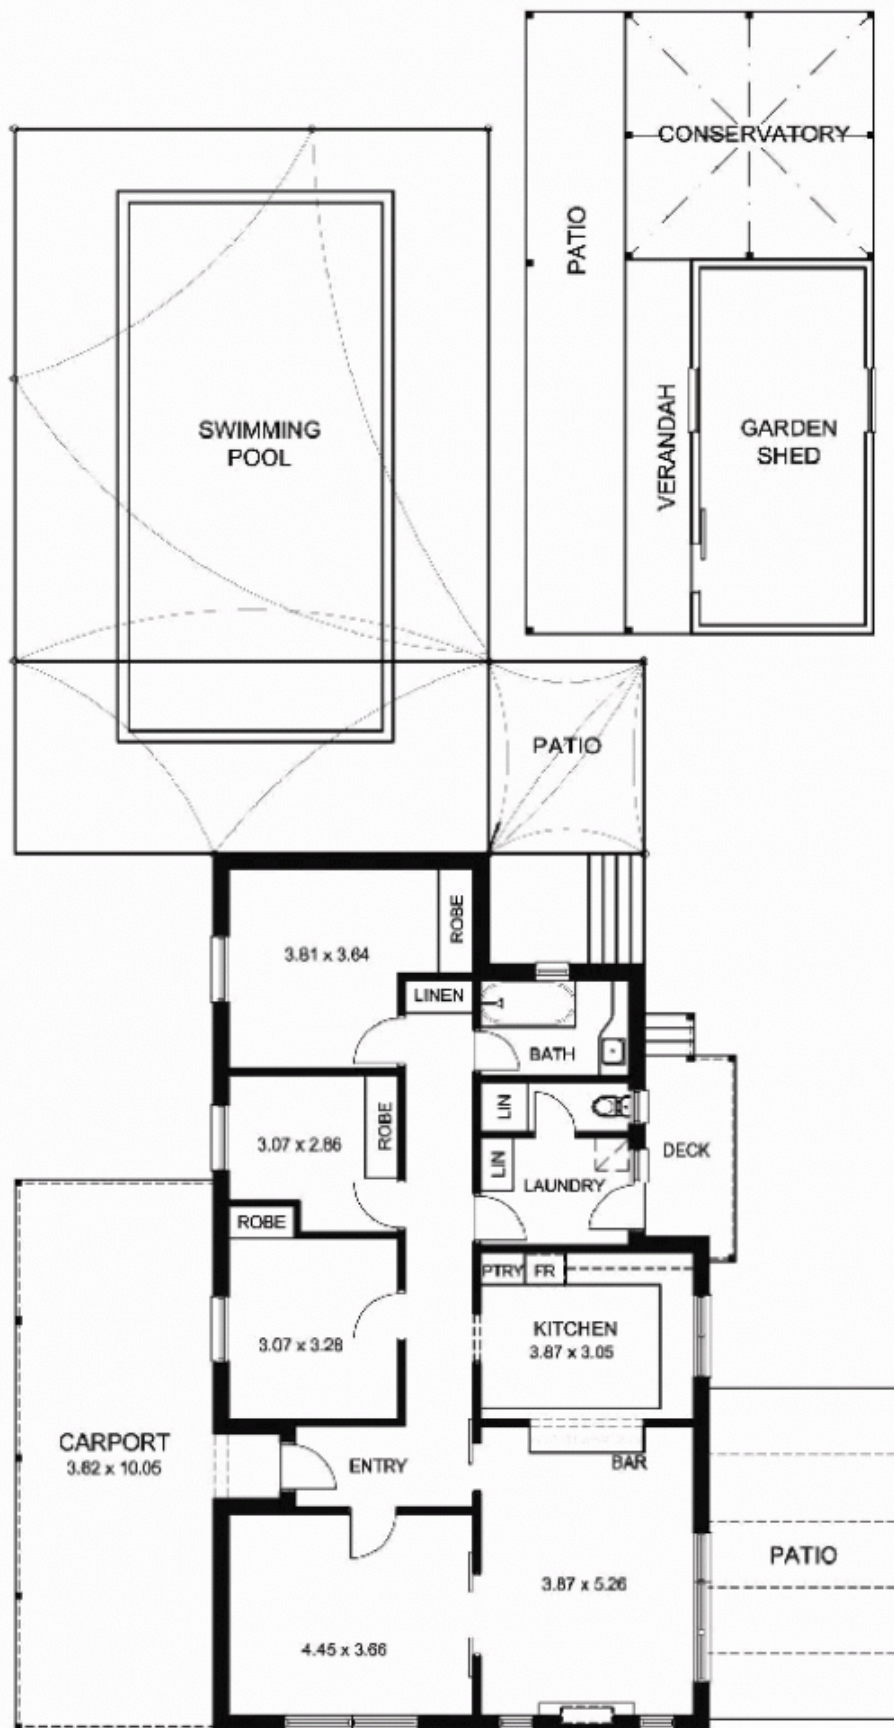 CONSERVATORY
PATIO
SWIMMING
POOL
VERANDAH
GARDEN
SHED
PATIO
ROBE
3.81 x 3.64
LINEN
BATH
LIN
ROBE
3.07 x 2.86
DECK
LIN
LAUNDRY
ROBE
PTRY
FR
KITCHEN
3.87 x 3.05
3.07 x 3.28
CARPORT
3.82 x 10.05
ENTRY
BAR
PATIO
3.87 x 5.26
4.45 x 3.66